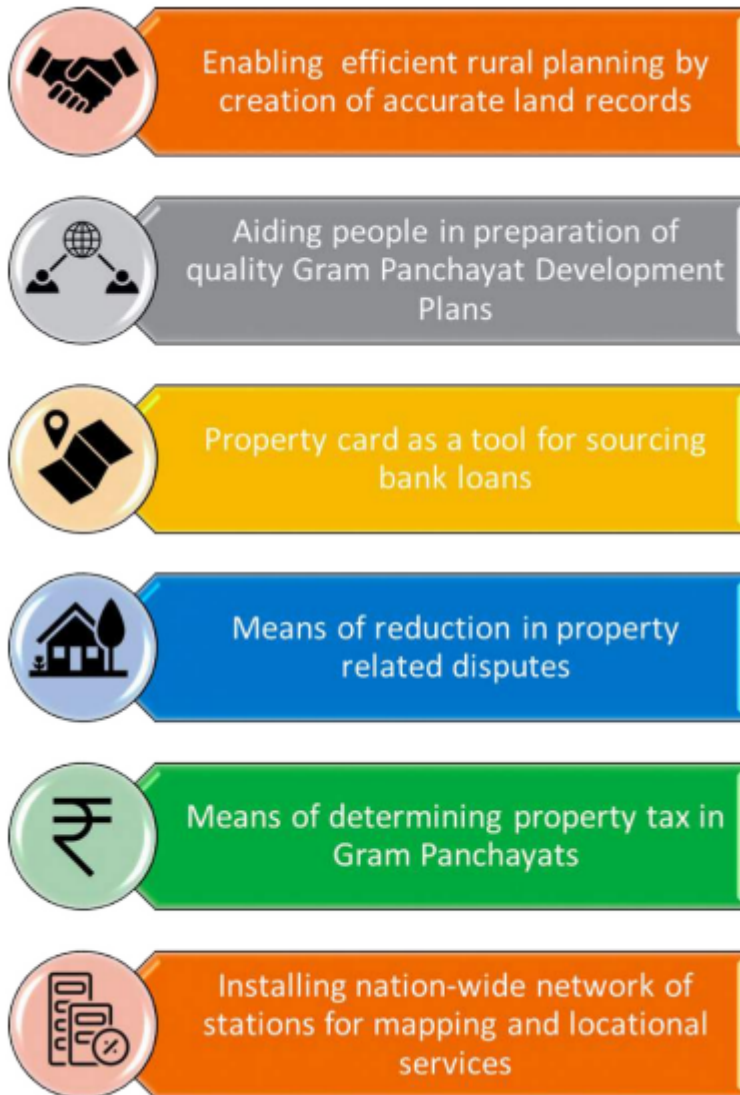 Enabling efficient rural planning by
creation of accurate land records
Aiding people in preparation of
quality Gram Panchayat Development
Plans
Property card as a tool for sourcing
bank loans
Means of reduction in property
related disputes
₹
Means of determining property tax in
Gram Panchayats
Installing nation-wide network of
stations for mapping and locational
services